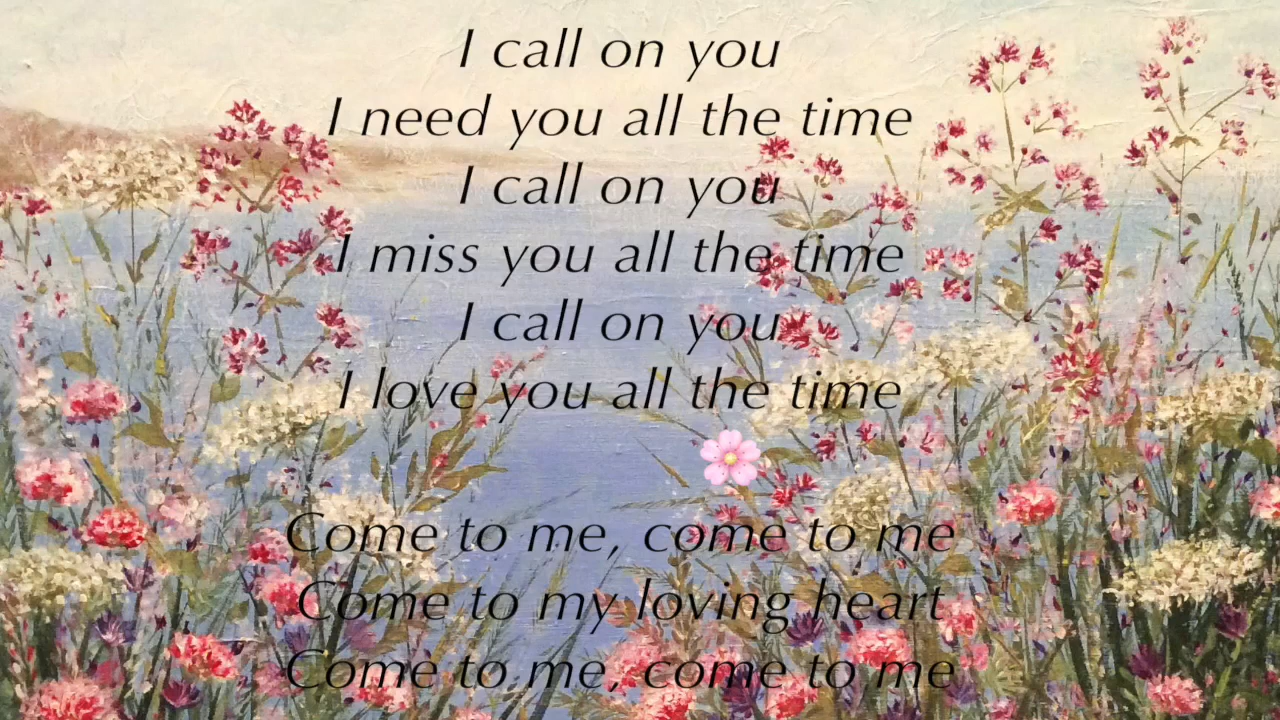 I call on you
I need you all the time
I call on you
I miss you all the time
I call on you
I love you all the time
🌸
Come to me, come to me
Come to my loving heart
Come to me, come to me